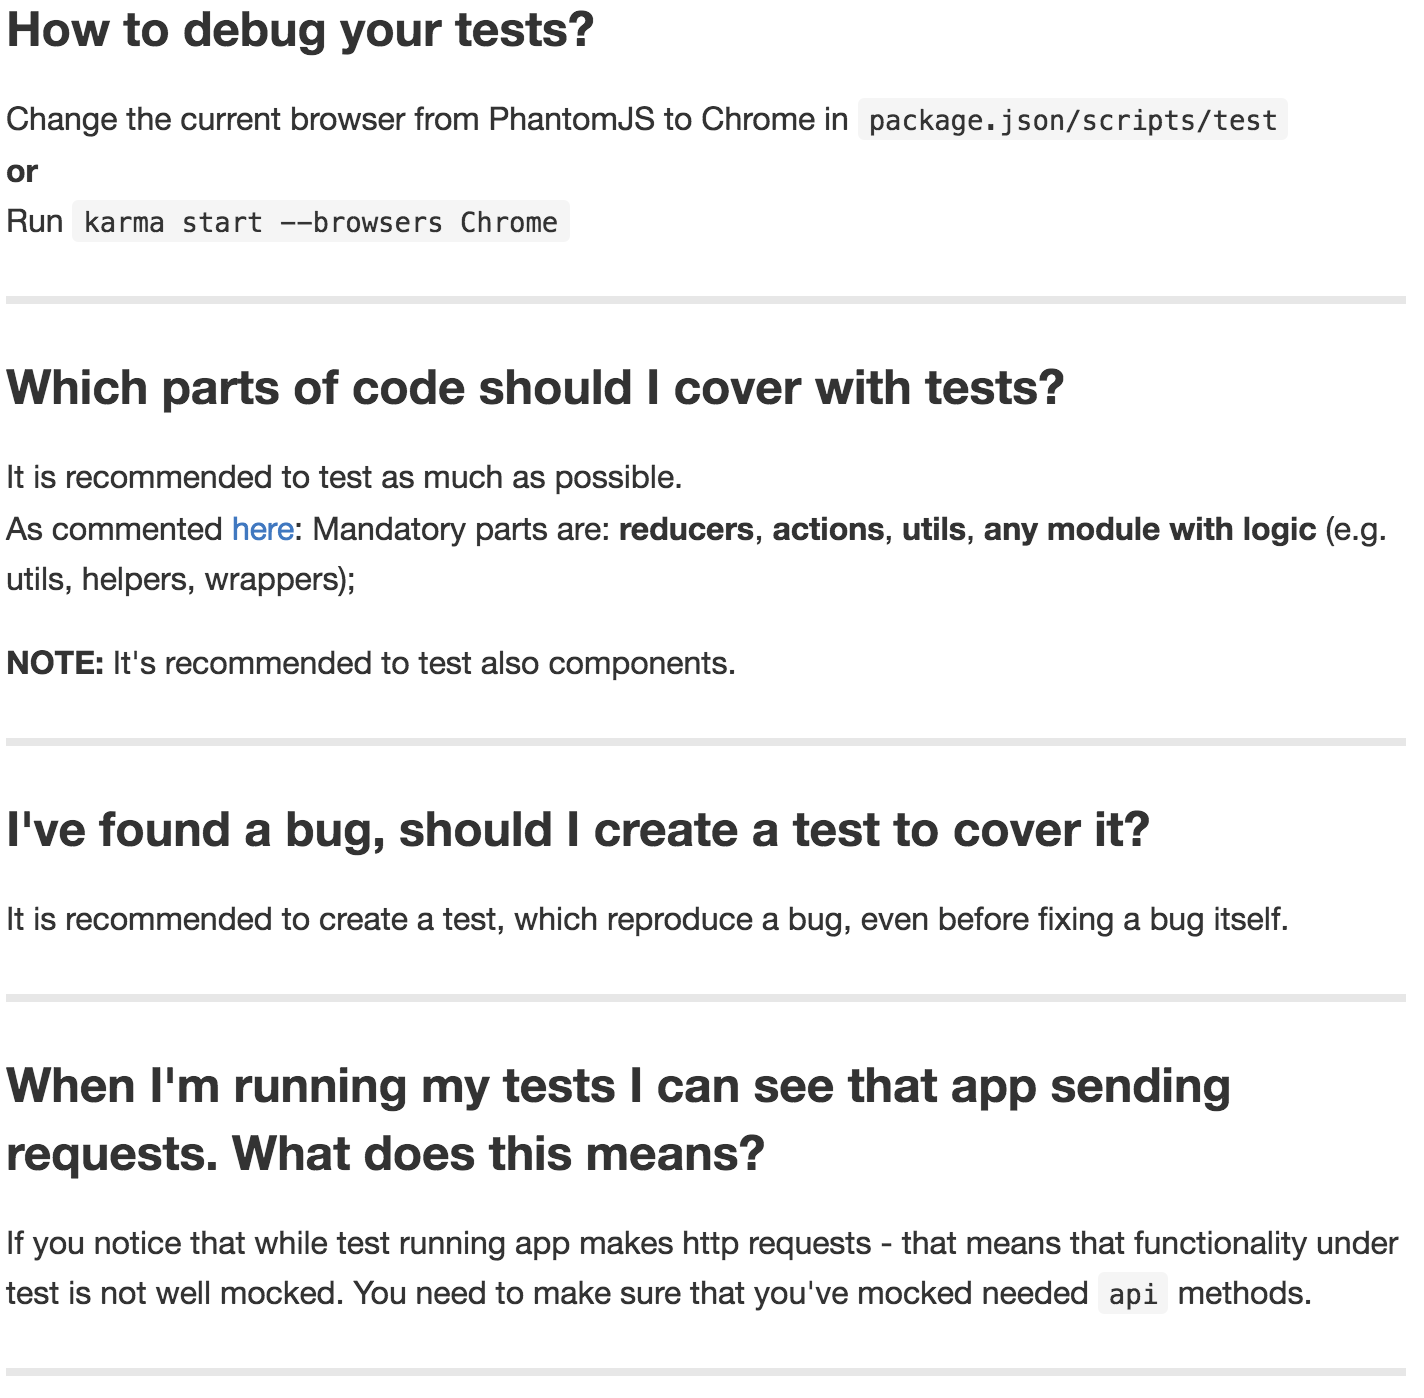 How to debug your tests?
Change the current browser from PhantomJS to Chrome in package.json/scripts/test
or
Run karma start --browsers Chrome
Which parts of code should I cover with tests?
It is recommended to test as much as possible.
As commented here: Mandatory parts are: reducers, actions, utils, any module with logic (e.g.
utils, helpers, wrappers);
NOTE: It's recommended to test also components.
I've found a bug, should I create a test to cover it?
It is recommended to create a test, which reproduce a bug, even before fixing a bug itself.
When I'm running my tests I can see that app sending
requests. What does this means?
If you notice that while test running app makes http requests - that means that functionality under
test is not well mocked. You need to make sure that you've mocked needed api methods.